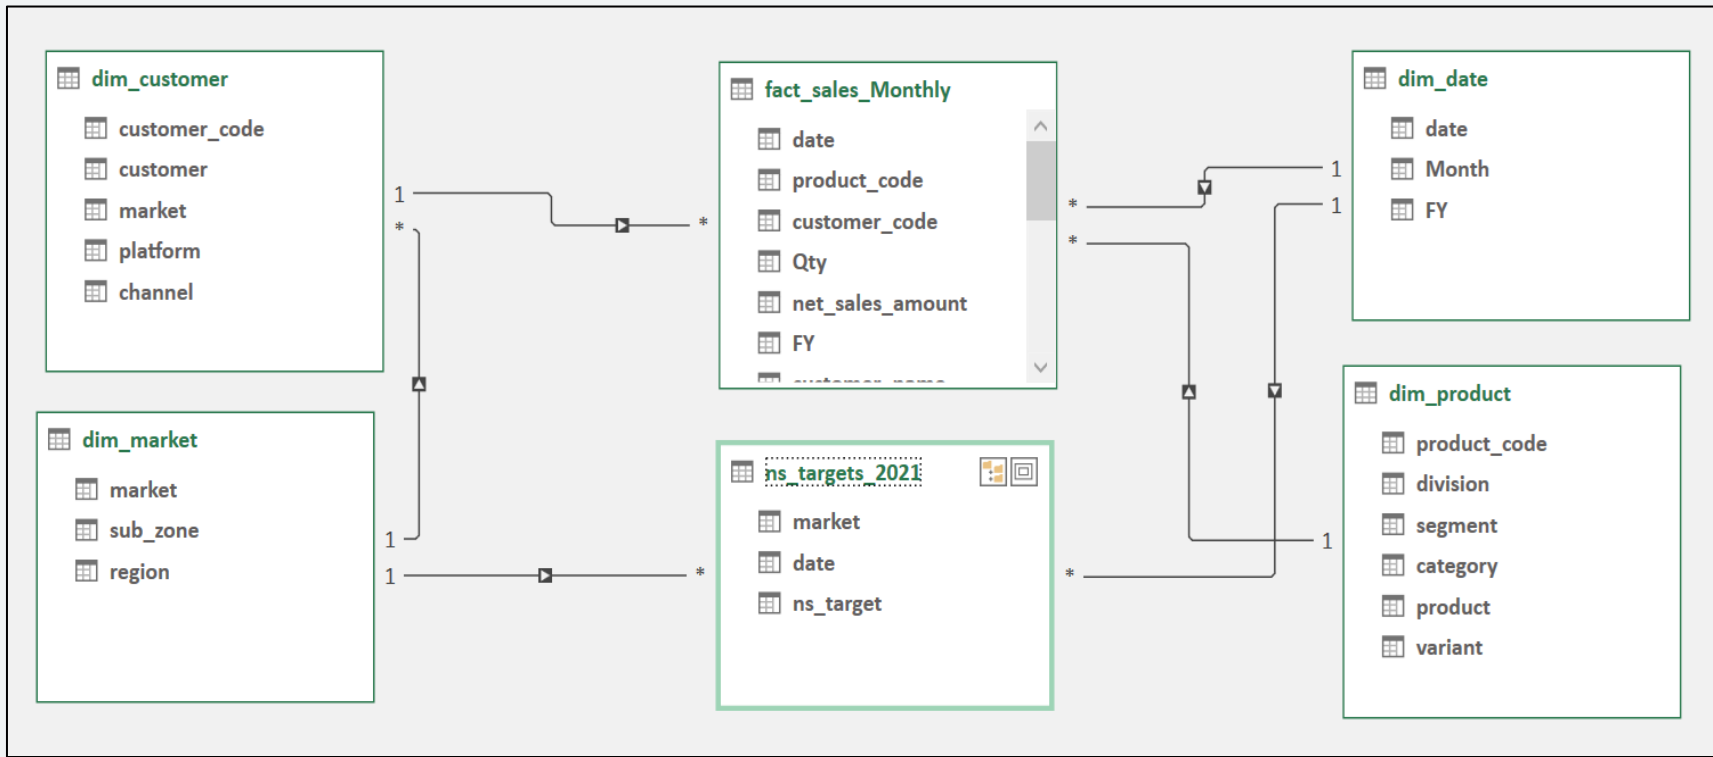 dim_customer
customer_code
customer
market
platform
channel
1
*
fact_sales_Monthly
date
product_code
customer_code
Qty
net_sales_amount
FY
customer_name
*
*
*
dim_date
date
Month
FY
1
1
dim_market
market
sub_zone
region
1
1
ns_targets_2021
market
date
ns_target
*
*
dim_product
product_code
division
segment
category
product
variant
1